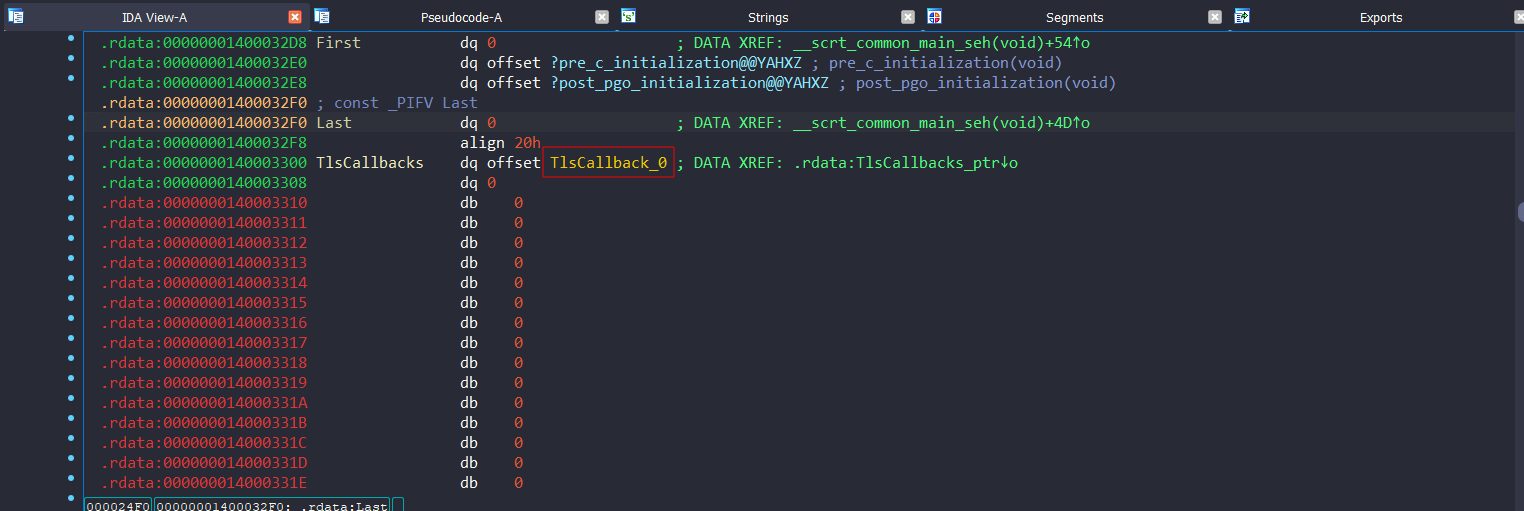 IDA View-A Pseudocode-A Strings Segments Exports
.rdata:00000001400032D8 First dq 0 ; DATA XREF: __scrt_common_main_seh(void)+54↑o
.rdata:00000001400032E0 dq offset ?pre_c_initialization@@YAHXZ ; pre_c_initialization(void)
.rdata:00000001400032E8 dq offset ?post_pgo_initialization@@YAHXZ ; post_pgo_initialization(void)
.rdata:00000001400032F0 ; const _PIFV Last
.rdata:00000001400032F0 Last dq 0 ; DATA XREF: __scrt_common_main_seh(void)+4D↑o
.rdata:00000001400032F8 align 20h
.rdata:0000000140003300 TlsCallbacks dq offset TlsCallback_0 ; DATA XREF: .rdata:TlsCallbacks_ptr↓o
.rdata:0000000140003308 dq 0
.rdata:0000000140003310 db 0
.rdata:0000000140003311 db 0
.rdata:0000000140003312 db 0
.rdata:0000000140003313 db 0
.rdata:0000000140003314 db 0
.rdata:0000000140003315 db 0
.rdata:0000000140003316 db 0
.rdata:0000000140003317 db 0
.rdata:0000000140003318 db 0
.rdata:0000000140003319 db 0
.rdata:000000014000331A db 0
.rdata:000000014000331B db 0
.rdata:000000014000331C db 0
.rdata:000000014000331D db 0
.rdata:000000014000331E db 0
000024F0 00000001400032F0: .rdata:Last